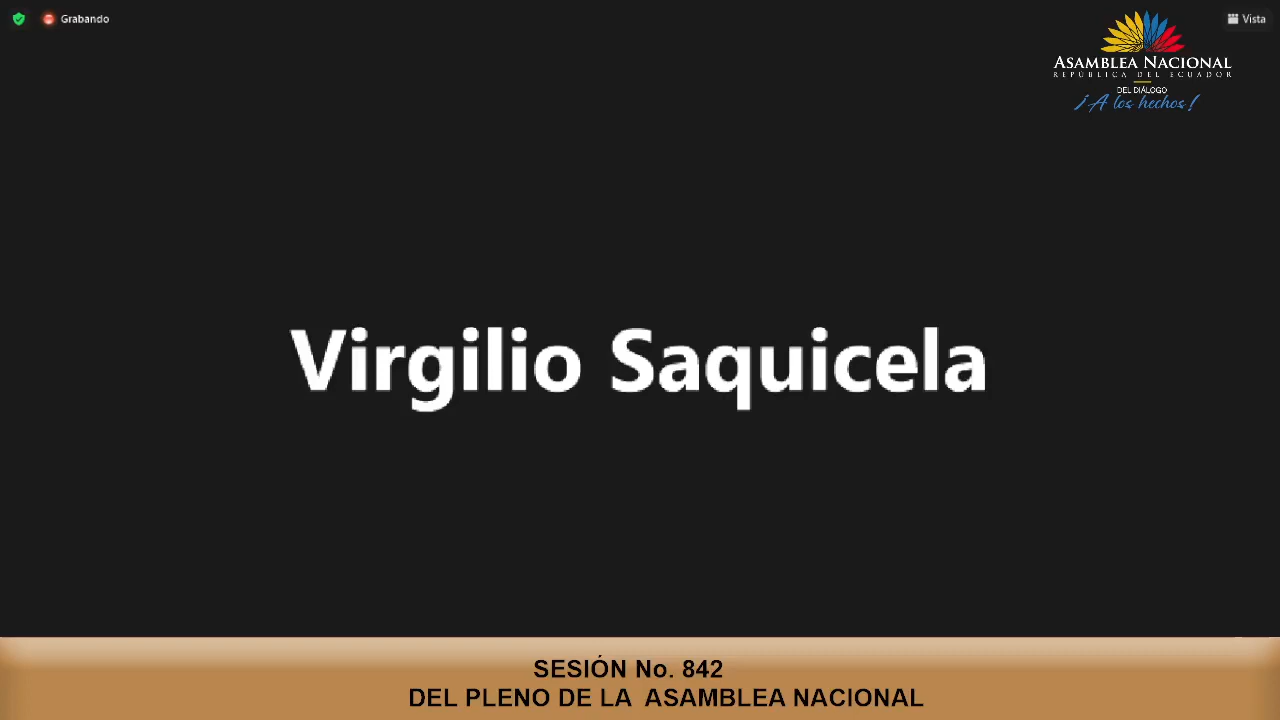 Grabando
Vista
ASAMBLEA NACIONAL
REPÚBLICA DEL ECUADOR
DEL DIÁLOGO
¡A los hechos!
Virgilio Saquicela
SESIÓN No. 842
DEL PLENO DE LA ASAMBLEA NACIONAL